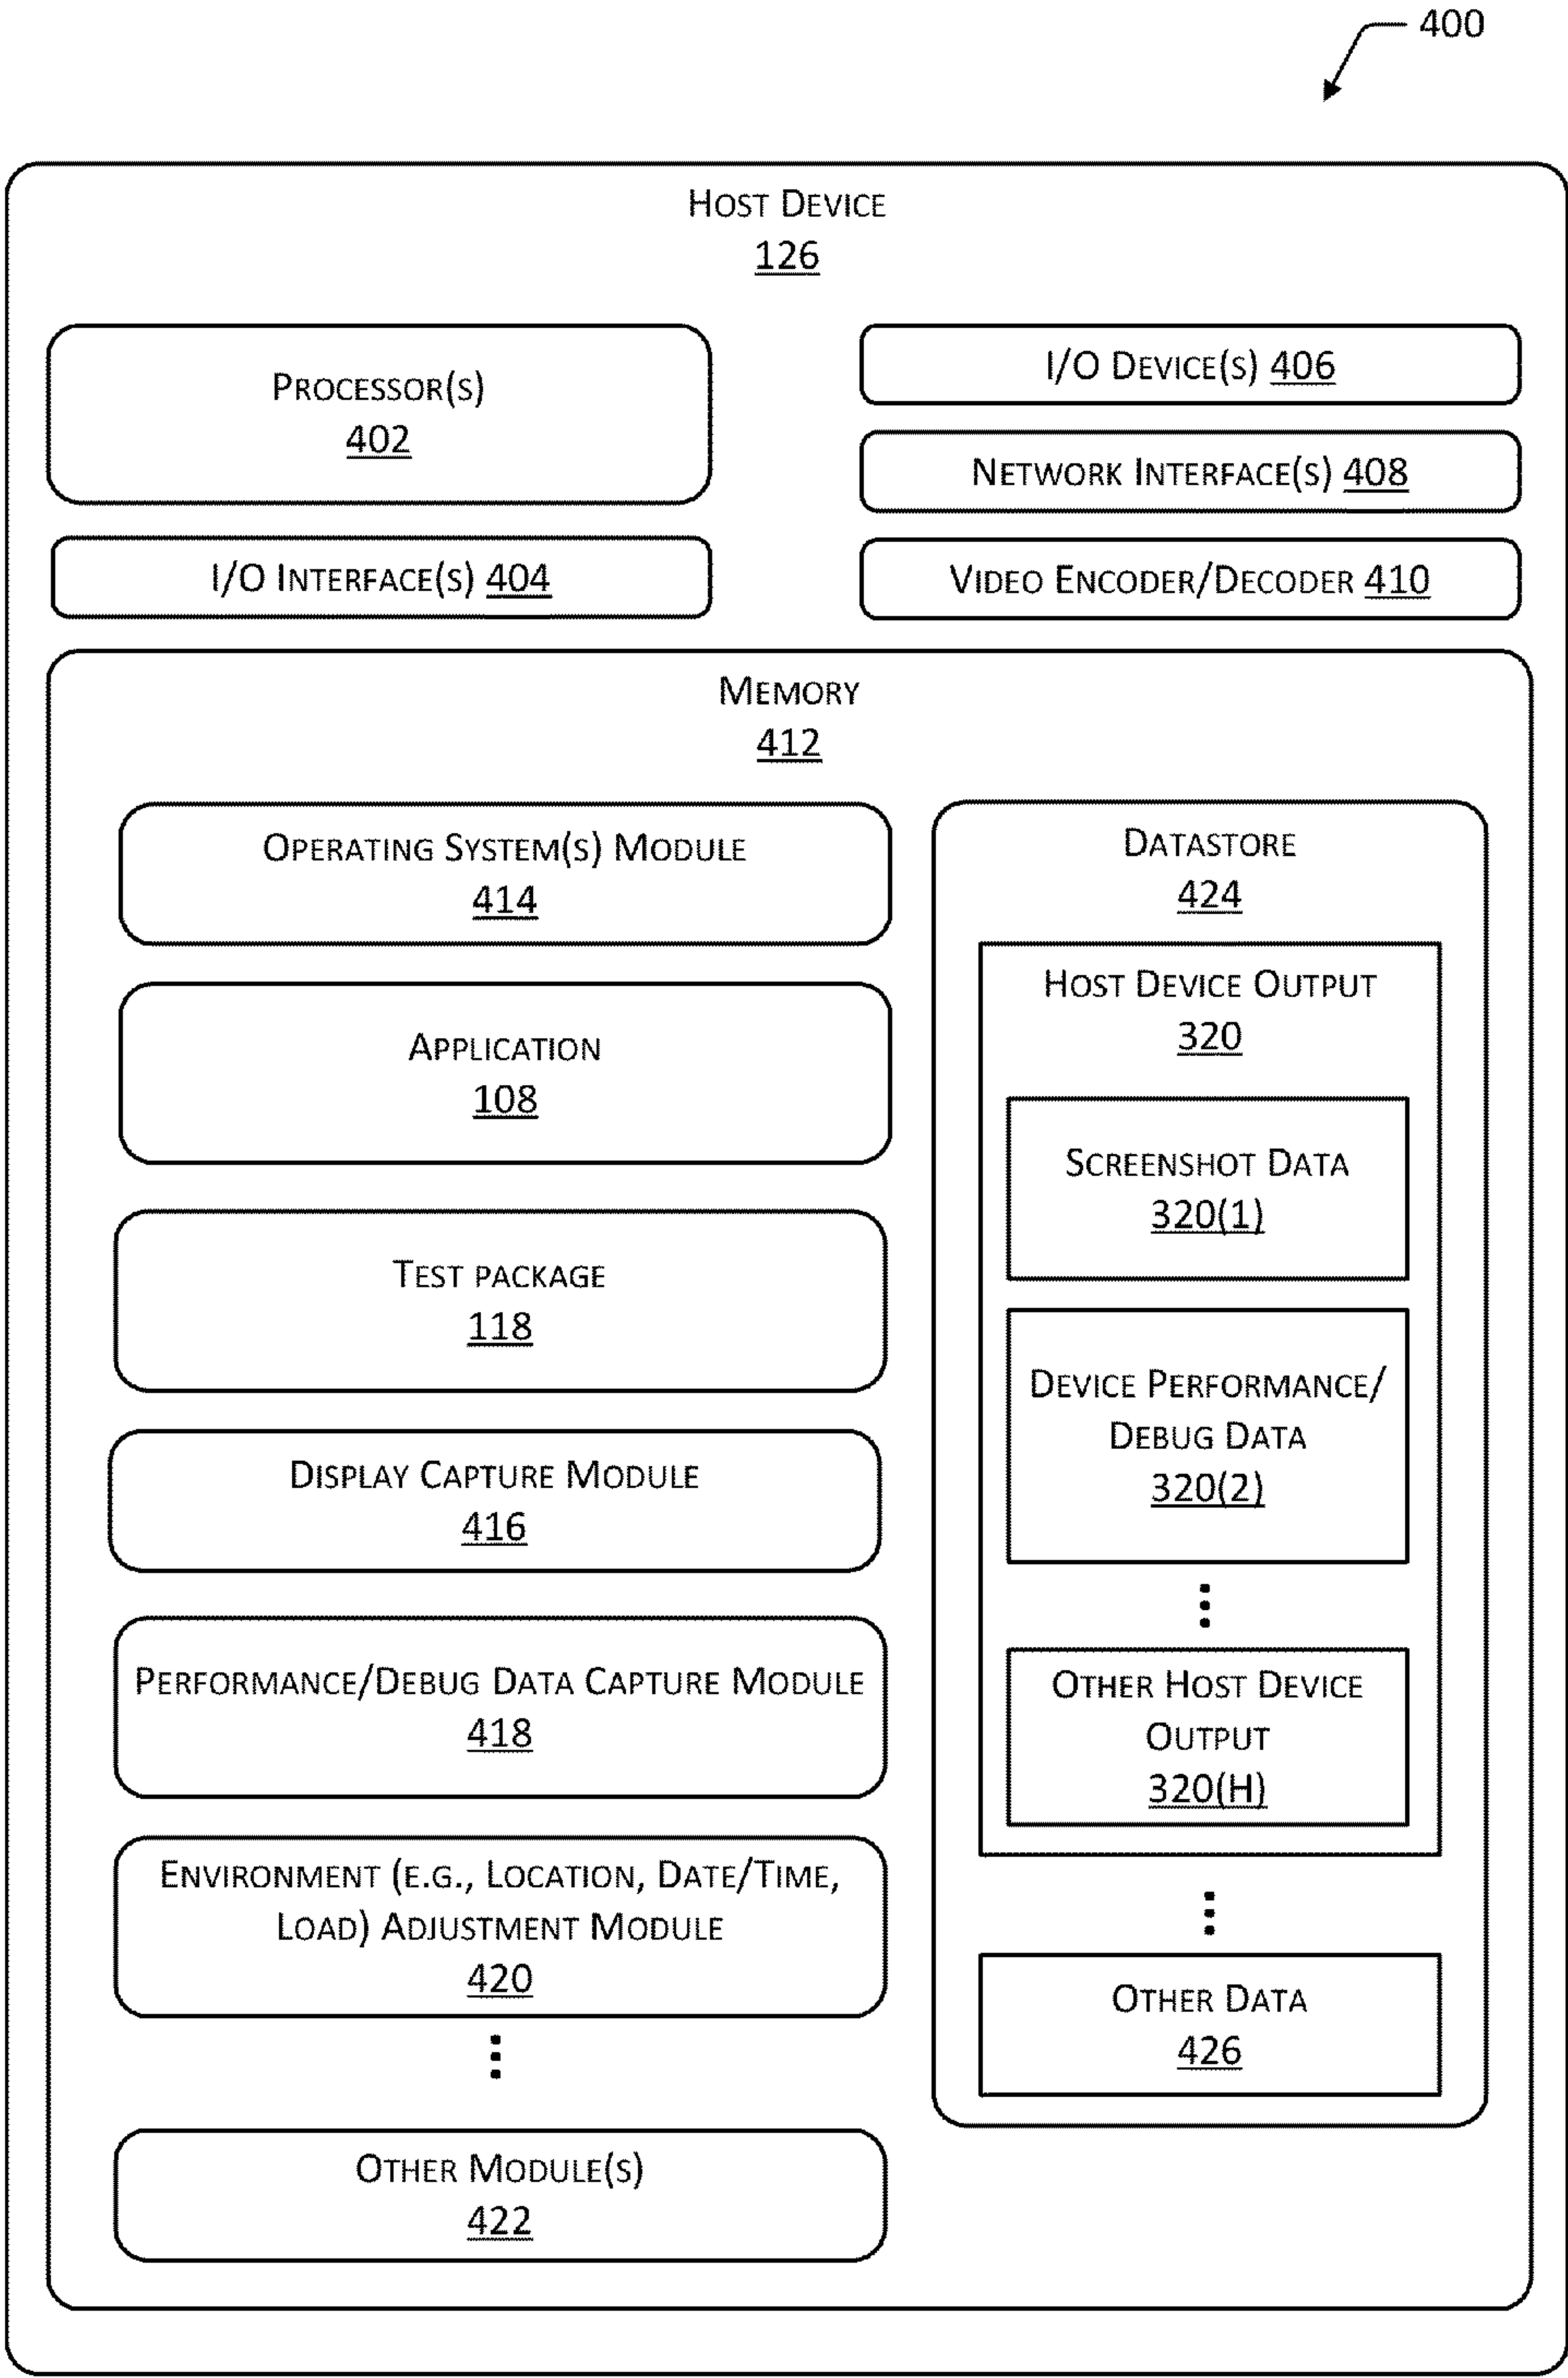 400
Host Device
126
Processor(s)
402
I/O Interface(s) 404
I/O Device(s) 406
Network Interface(s) 408
Video Encoder/Decoder 410
Memory
412
Operating System(s) Module
414
Application
108
Test package
118
Display Capture Module
416
Performance/Debug Data Capture Module
418
Environment (e.g., Location, Date/Time,
Load) Adjustment Module
420
Other Module(s)
422
Datastore
424
Host Device Output
320
Screenshot Data
320(1)
Device Performance/
Debug Data
320(2)
Other Host Device
Output
320(H)
Other Data
426